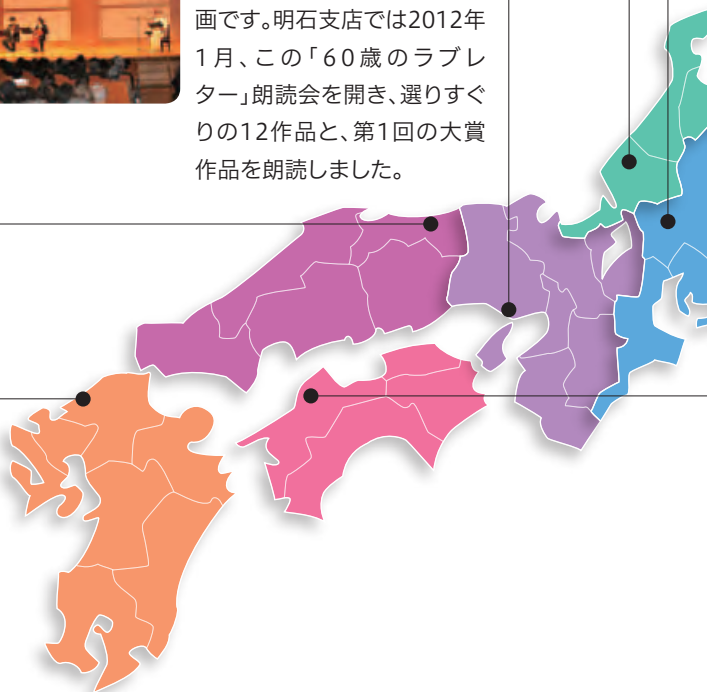 画です。明石支店では2012年
1月、この「60歳のラブレ
ター」朗読会を開き、選りすぐ
りの12作品と、第1回の大賞
作品を朗読しました。